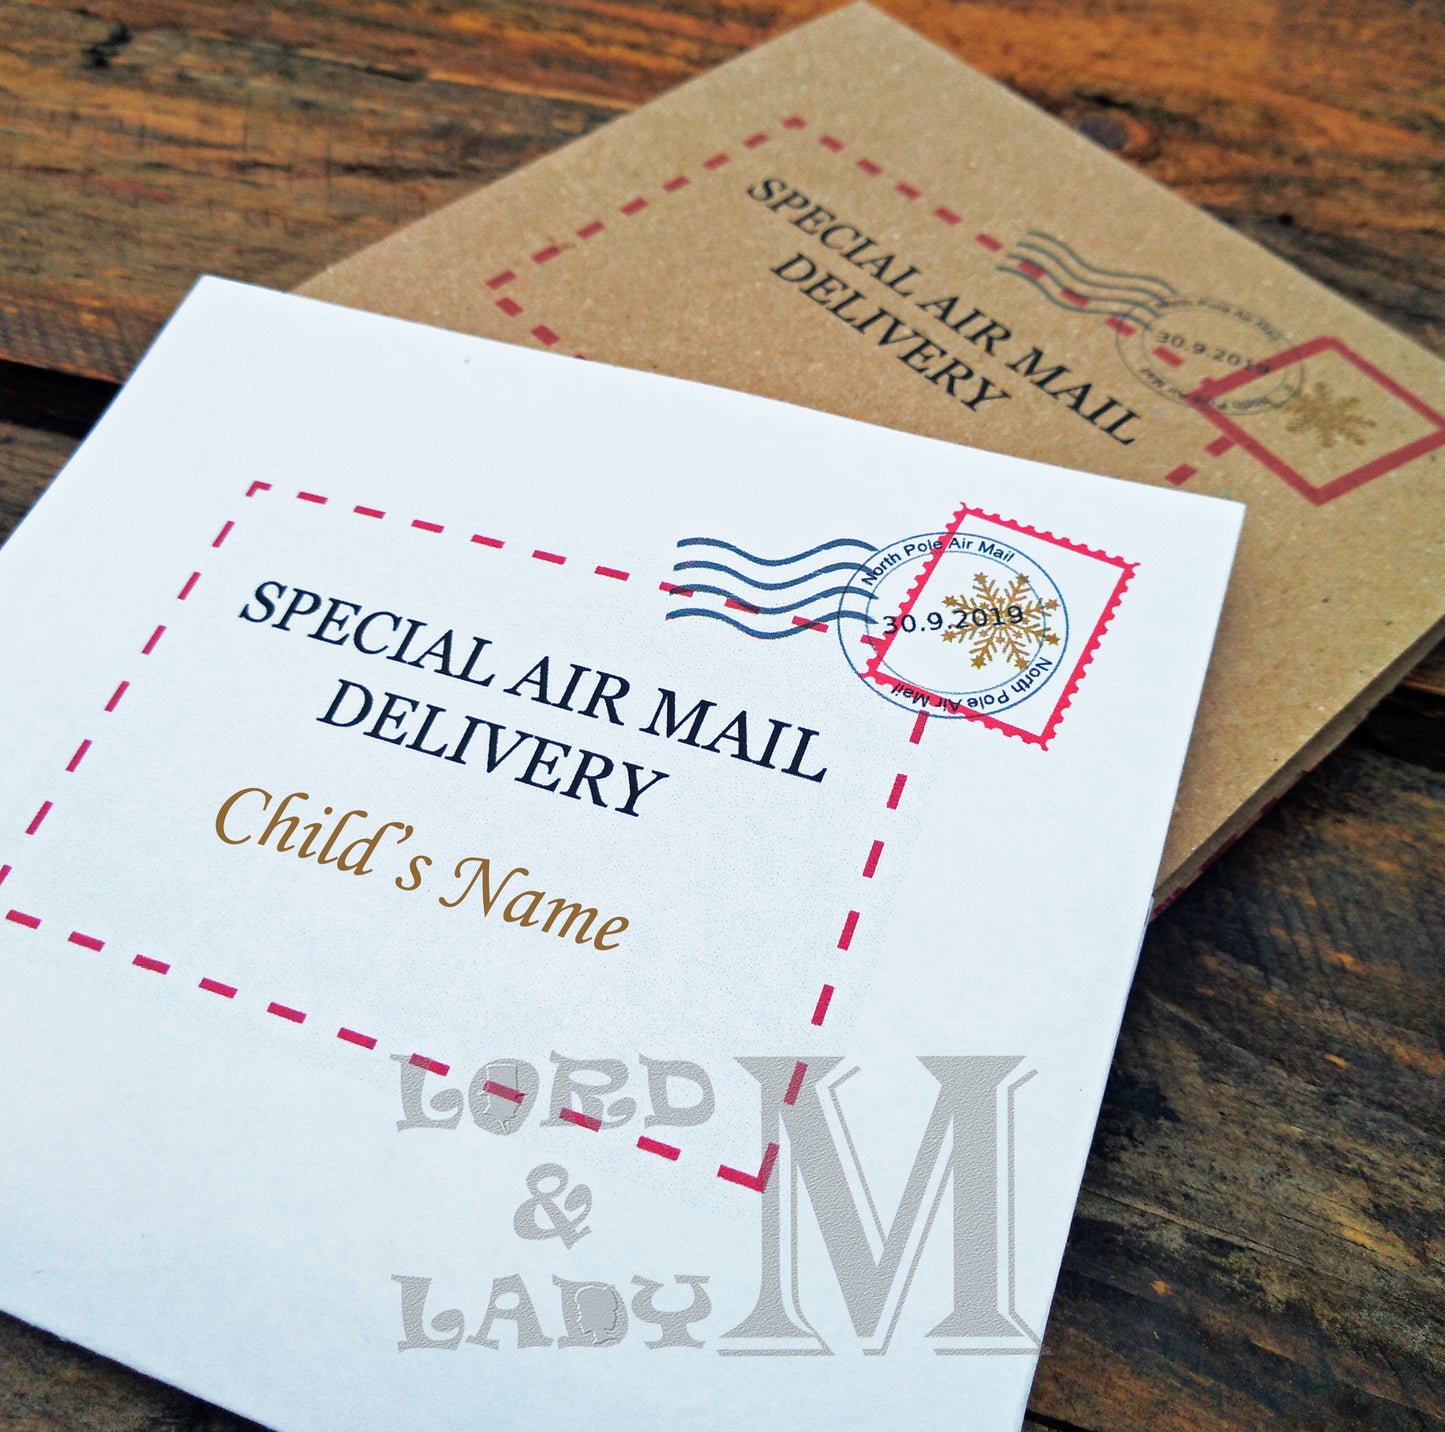 SPECIAL AIR MAIL
DELIVERY
30.9.2019
North Pole Air Mail
30.9.2019
North Pole Air Mail
SPECIAL AIR MAIL
DELIVERY
Child's Name
LORD
&
LADY
M